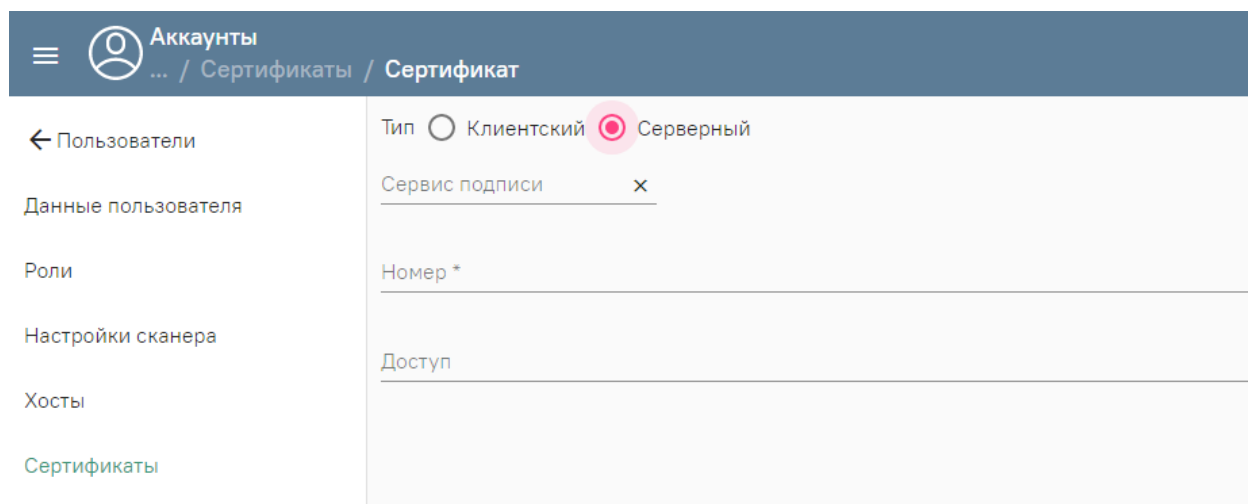 Аккаунты
... / Сертификаты / Сертификат
Пользователи
Данные пользователя
Роли
Настройки сканера
Хосты
Сертификаты
Тип Клиентский Серверный
Сервис подписи
Номер *
Доступ